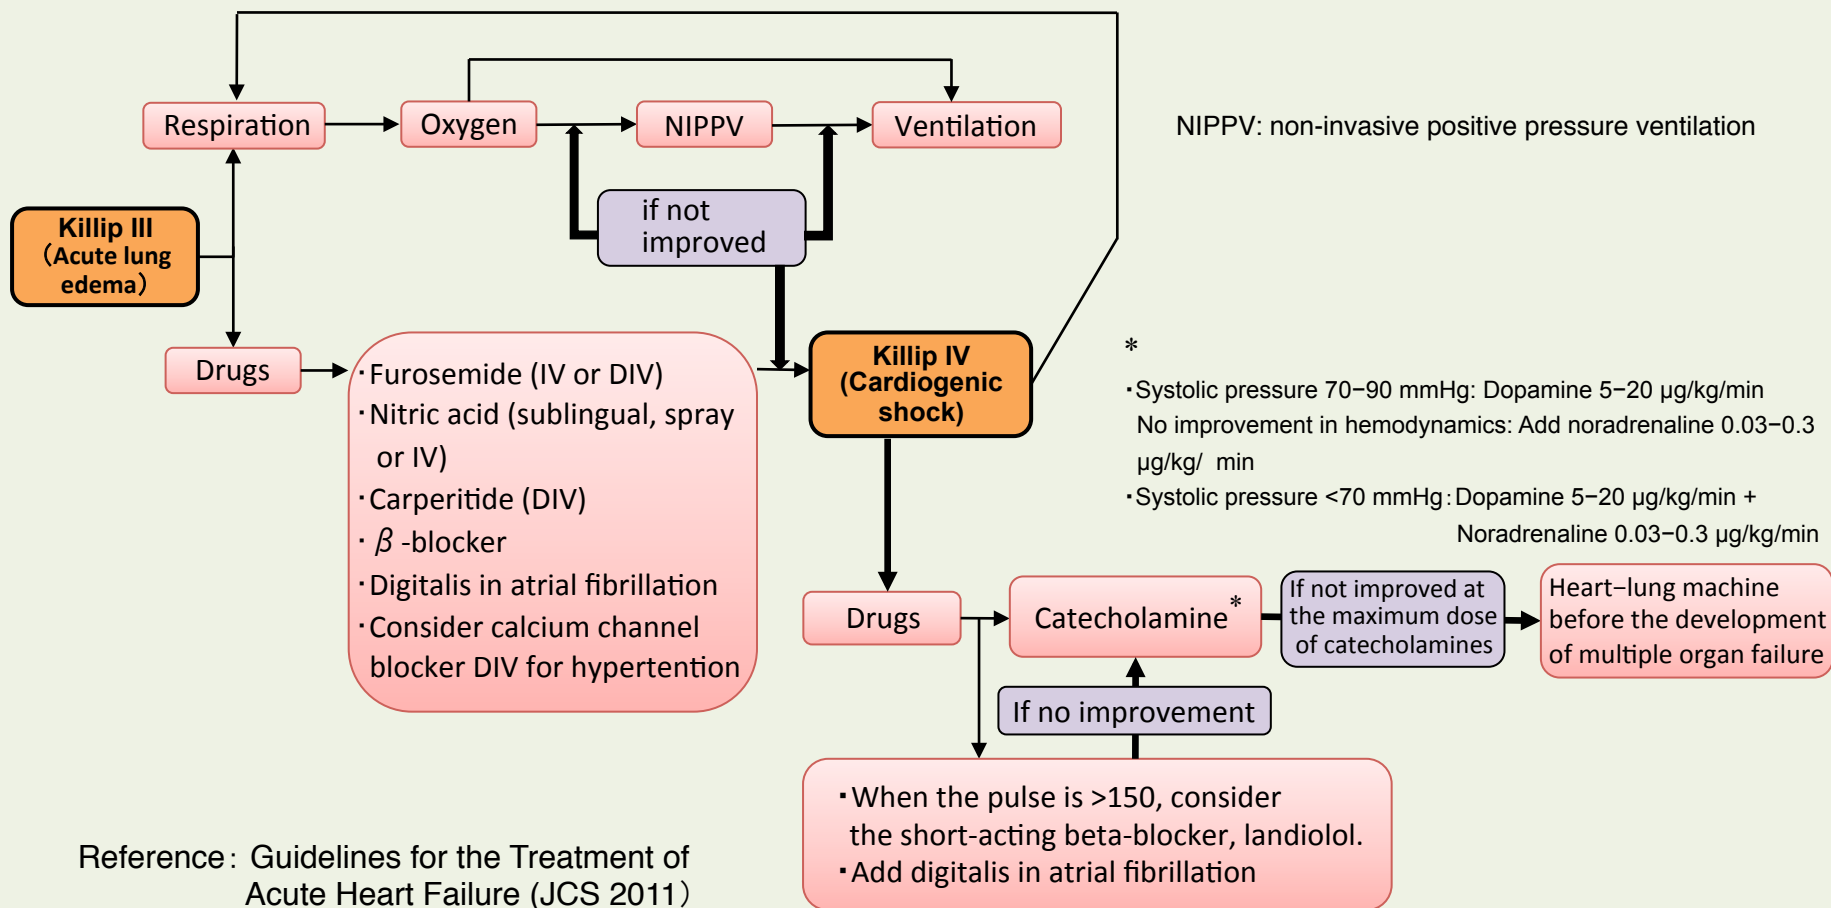 Respiration
Oxygen
NIPPV
Ventilation
NIPPV: non-invasive positive pressure ventilation
if not
improved
Killip III
（Acute lung
edema）
Drugs
・Furosemide (IV or DIV)
・Nitric acid (sublingual, spray
or IV)
・Carperitide (DIV)
・β -blocker
・Digitalis in atrial fibrillation
・Consider calcium channel
blocker DIV for hypertention
Killip IV
(Cardiogenic
shock)
*
・Systolic pressure 70−90 mmHg: Dopamine 5−20 µg/kg/min
No improvement in hemodynamics: Add noradrenaline 0.03−0.3
µg/kg/ min
・Systolic pressure <70 mmHg：Dopamine 5−20 µg/kg/min +
Noradrenaline 0.03−0.3 µg/kg/min
Drugs
Catecholamine*
If not improved at
the maximum dose
of catecholamines
Heart–lung machine
before the development
of multiple organ failure
If no improvement
・When the pulse is >150, consider
the short-acting beta-blocker, landiolol.
・Add digitalis in atrial fibrillation
Reference：Guidelines for the Treatment of
Acute Heart Failure (JCS 2011）